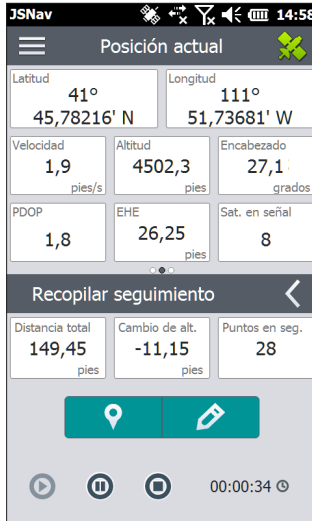 JSNav 14:58
Posición actual
Latitud Longitud
41° 111°
45,78216' N 51,73681' W
Velocidad Altitud Encabezado
1,9 4502,3 27,1
pies/s pies grados
PDOP EHE Sat. en señal
1,8 26,25 8
pies
Recopilar seguimiento
Distancia total Cambio de alt. Puntos en seg.
149,45 -11,15 28
pies pies
00:00:34